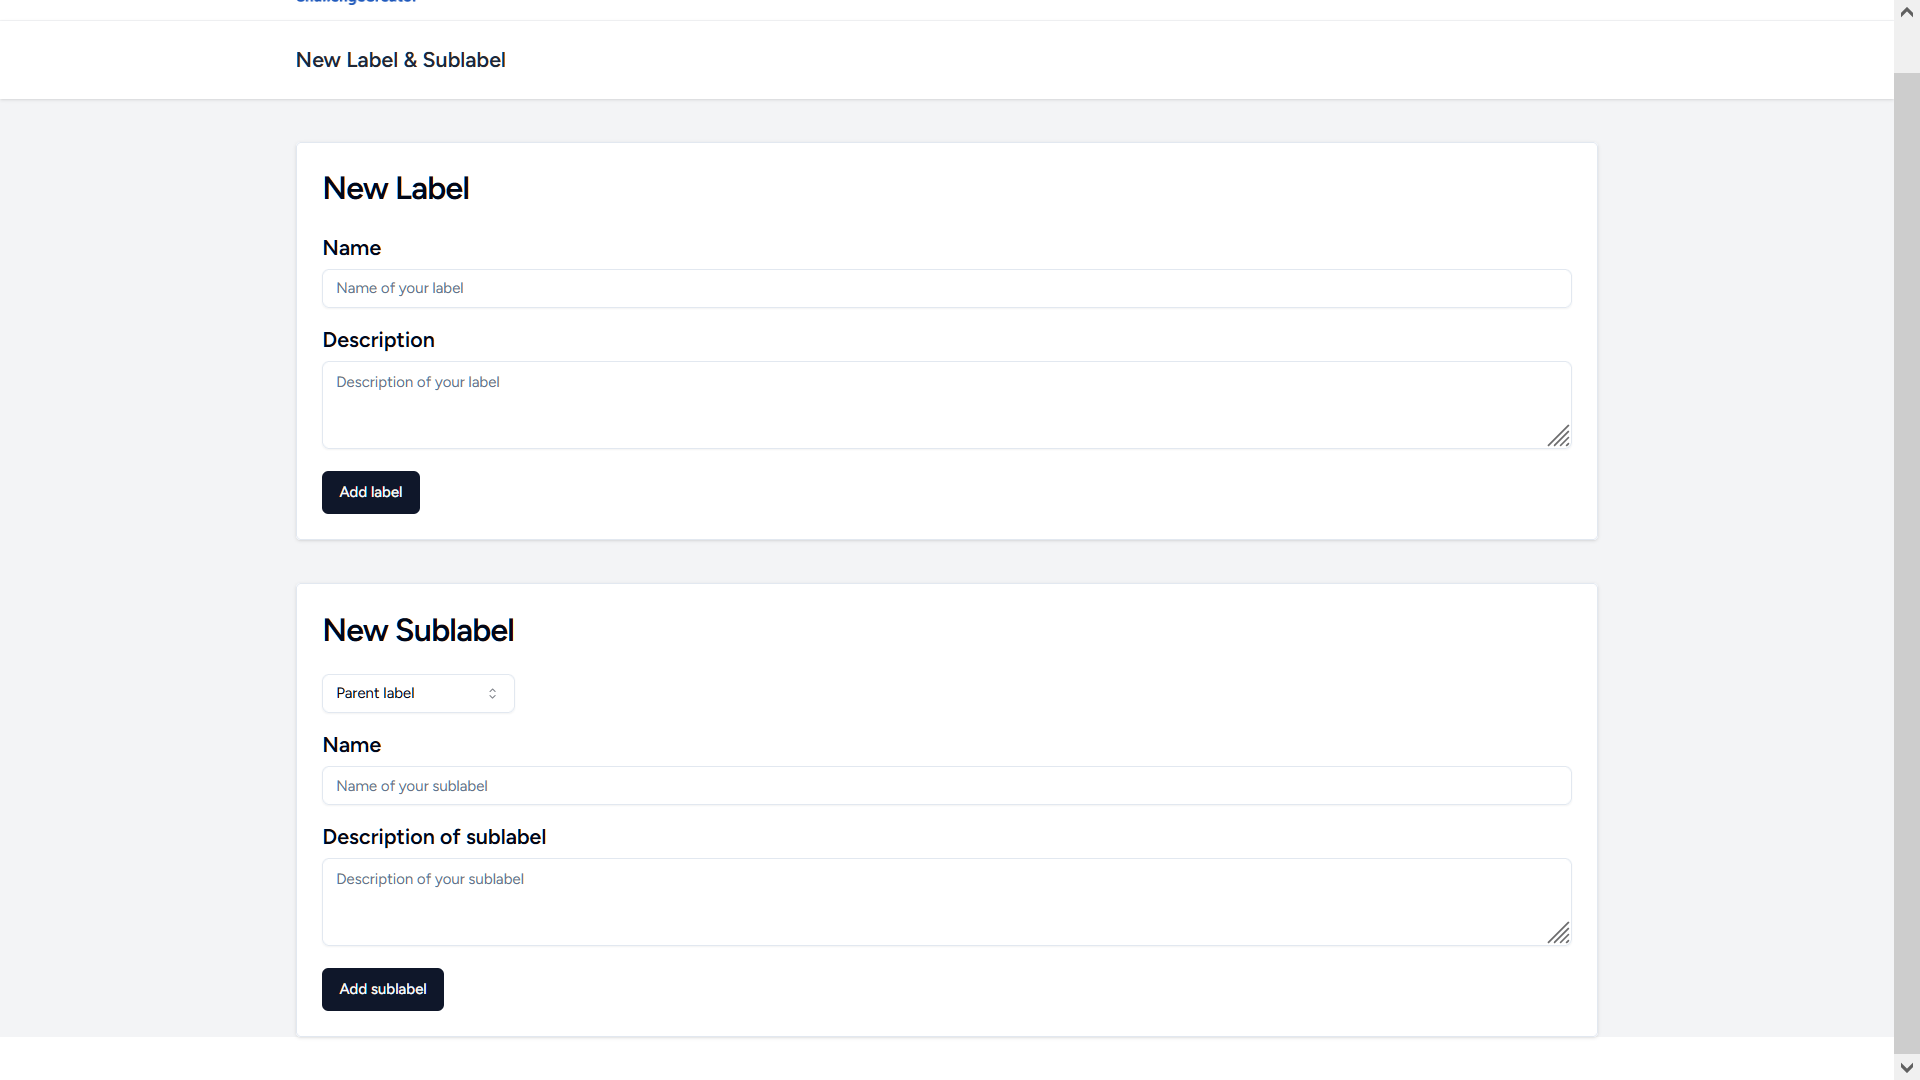 ChallengeCreator
New Label & Sublabel
New Label
Name
Name of your label
Description
Description of your label
Add label
New Sublabel
Parent label
Name
Name of your sublabel
Description of sublabel
Description of your sublabel
Add sublabel